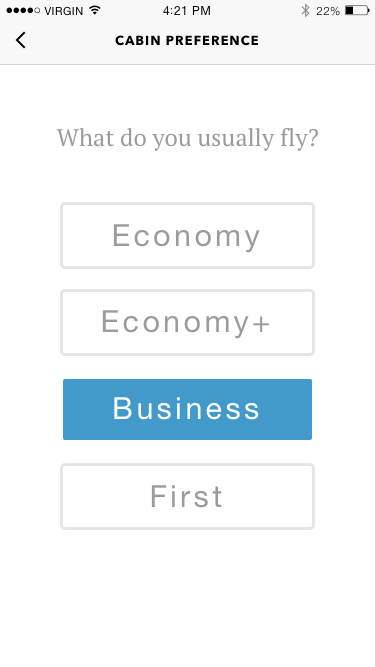 VIRGIN 4:21 PM 22%
CABIN PREFERENCE
What do you usually fly?
Economy
Economy+
Business
First